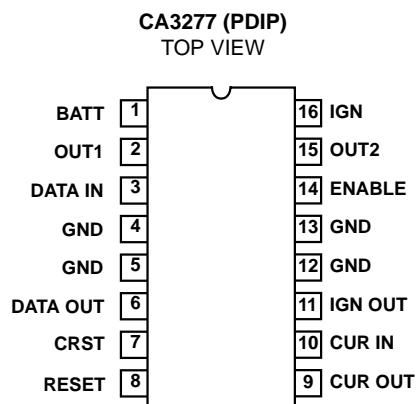 CA3277 (PDIP)
TOP VIEW
BATT 1 16 IGN
OUT1 2 15 OUT2
DATA IN 3 14 ENABLE
GND 4 13 GND
GND 5 12 GND
DATA OUT 6 11 IGN OUT
CRST 7 10 CUR IN
RESET 8 9 CUR OUT